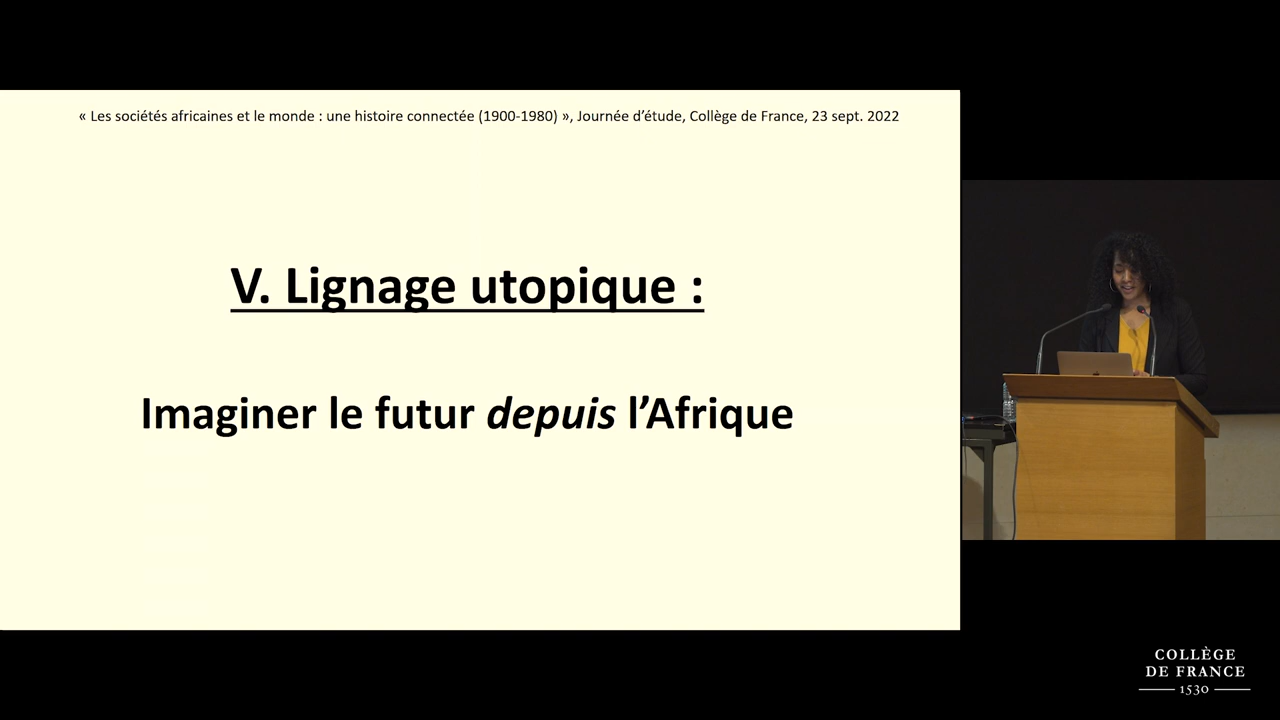 « Les sociétés africaines et le monde : une histoire connectée (1900-1980) », Journée d’étude, Collège de France, 23 sept. 2022
V. Lignage utopique :
Imaginer le futur depuis l’Afrique
COLLÈGE
DE FRANCE
1530